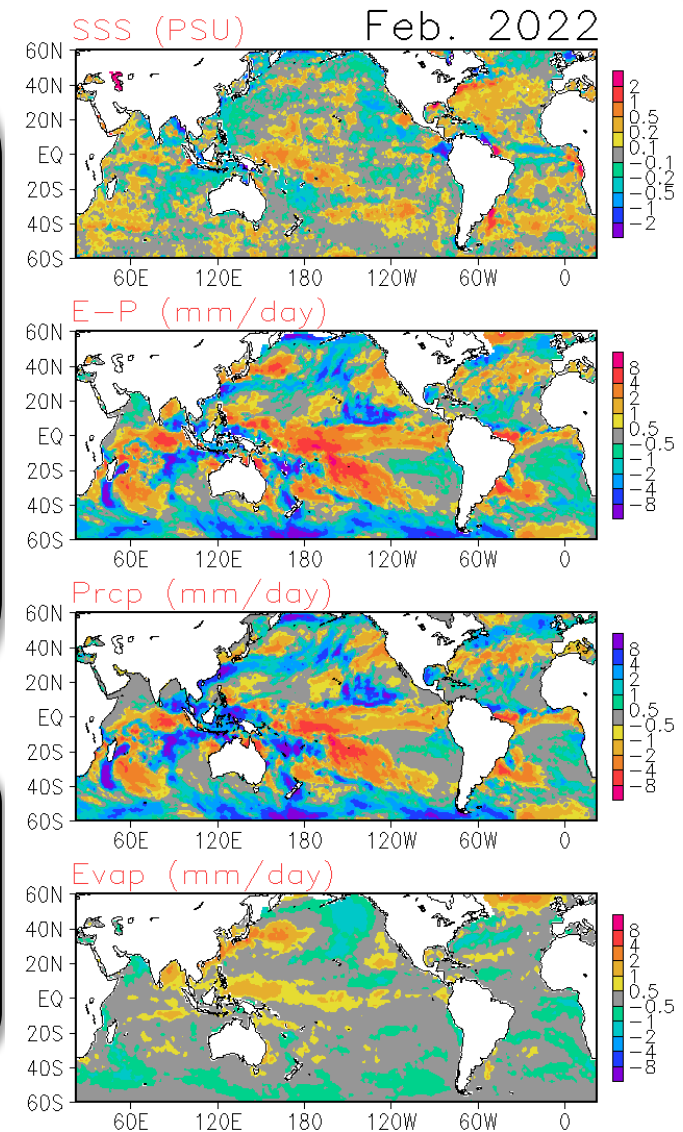 SSS (PSU) Feb. 2022
60N
40N
20N
EQ
20S
40S
60S
60E 120E 180 120W 60W 0
2
1
0.5
0.2
0.1
-0.1
-0.2
-0.5
-1
-2
E-P (mm/day)
60N
40N
20N
EQ
20S
40S
60S
60E 120E 180 120W 60W 0
8
4
2
1
0.5
-0.5
-1
-2
-4
-8
Prcp (mm/day)
60N
40N
20N
EQ
20S
40S
60S
60E 120E 180 120W 60W 0
8
4
2
1
0.5
-0.5
-1
-2
-4
-8
Evap (mm/day)
60N
40N
20N
EQ
20S
40S
60S
60E 120E 180 120W 60W 0
8
4
2
1
0.5
-0.5
-1
-2
-4
-8